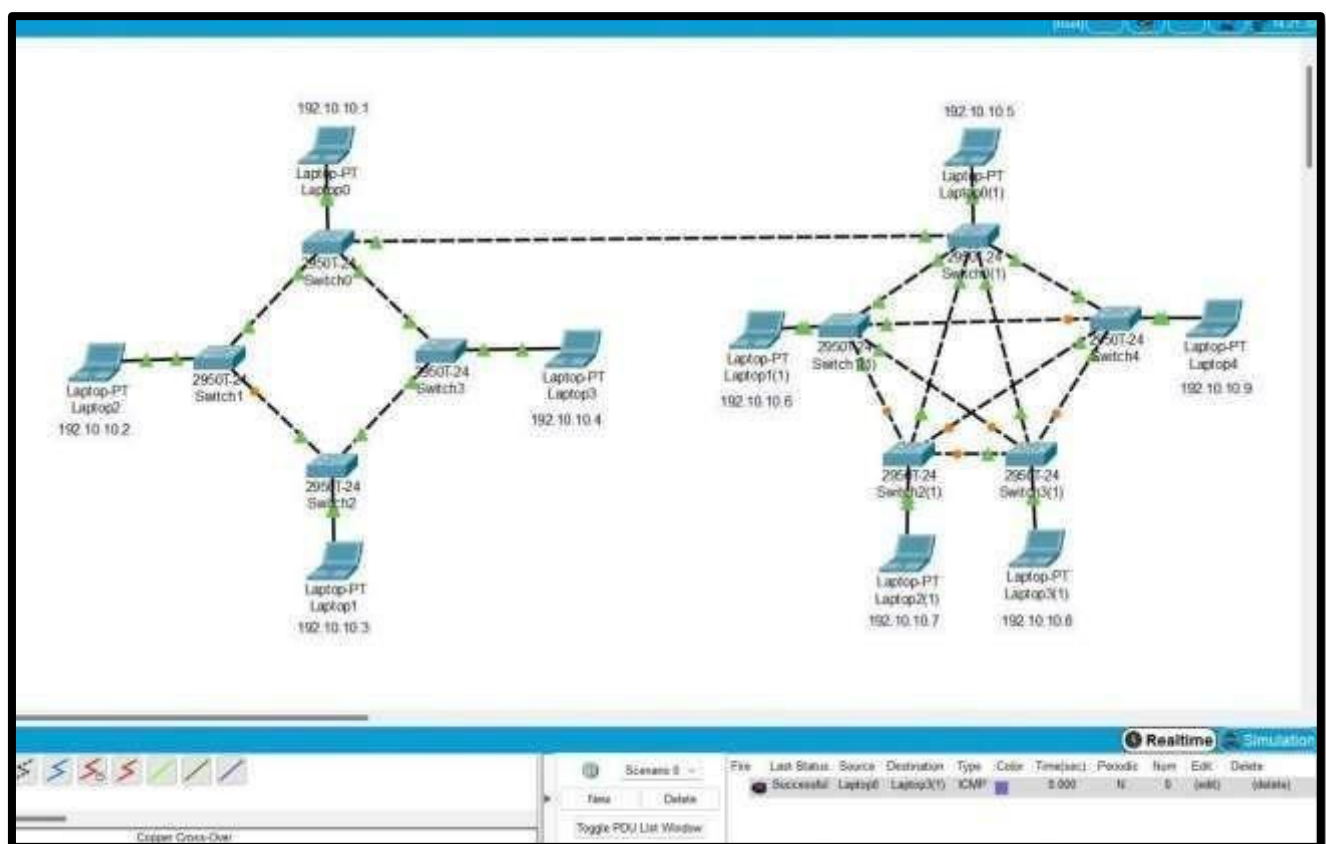 192.10.10.1
Laptop-PT
Laptop0
2950T-24
Switch0
Laptop-PT
Laptop2
192.10.10.2
2950T-24
Switch1
2950T-24
Switch3
Laptop-PT
Laptop3
192.10.10.4
2950T-24
Switch2
Laptop-PT
Laptop1
192.10.10.3
192.10.10.5
Laptop-PT
Laptop0(1)
2950T-24
Switch0(1)
Laptop-PT
Laptop1(1)
192.10.10.6
2950T-24
Switch1(1)
2950T-24
Switch4
Laptop-PT
Laptop4
192.10.10.9
2950T-24
Switch2(1)
2950T-24
Switch3(1)
Laptop-PT
Laptop2(1)
192.10.10.7
Laptop-PT
Laptop3(1)
Realtime
Simulation
Scenario 0
New
Delete
Toggle PDU List Window
Fire Last Status Source Destination Type Color Time(sec) Periodic Num Edit Delete
Successful Laptop0 Laptop3(1) ICMP 0.000 N 0 (edit) (delete)
Copper Cross-Over